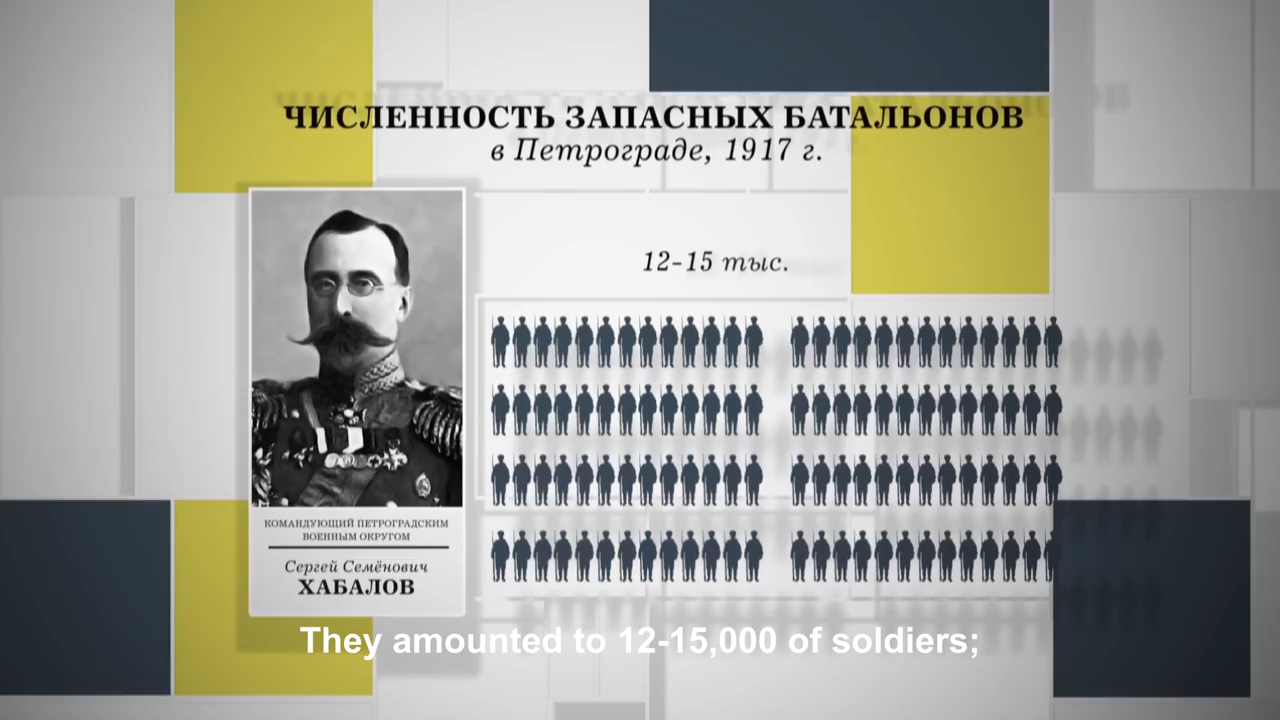 ЧИСЛЕННОСТЬ ЗАПАСНЫХ БАТАЛЬОНОВ
в Петрограде, 1917 г.
12-15 тыс.
КОМАНДУЮЩИЙ ПЕТРОГРАДСКИМ
ВОЕННЫМ ОКРУГОМ
Сергей Семёнович
ХАБАЛОВ
They amounted to 12-15,000 of soldiers;